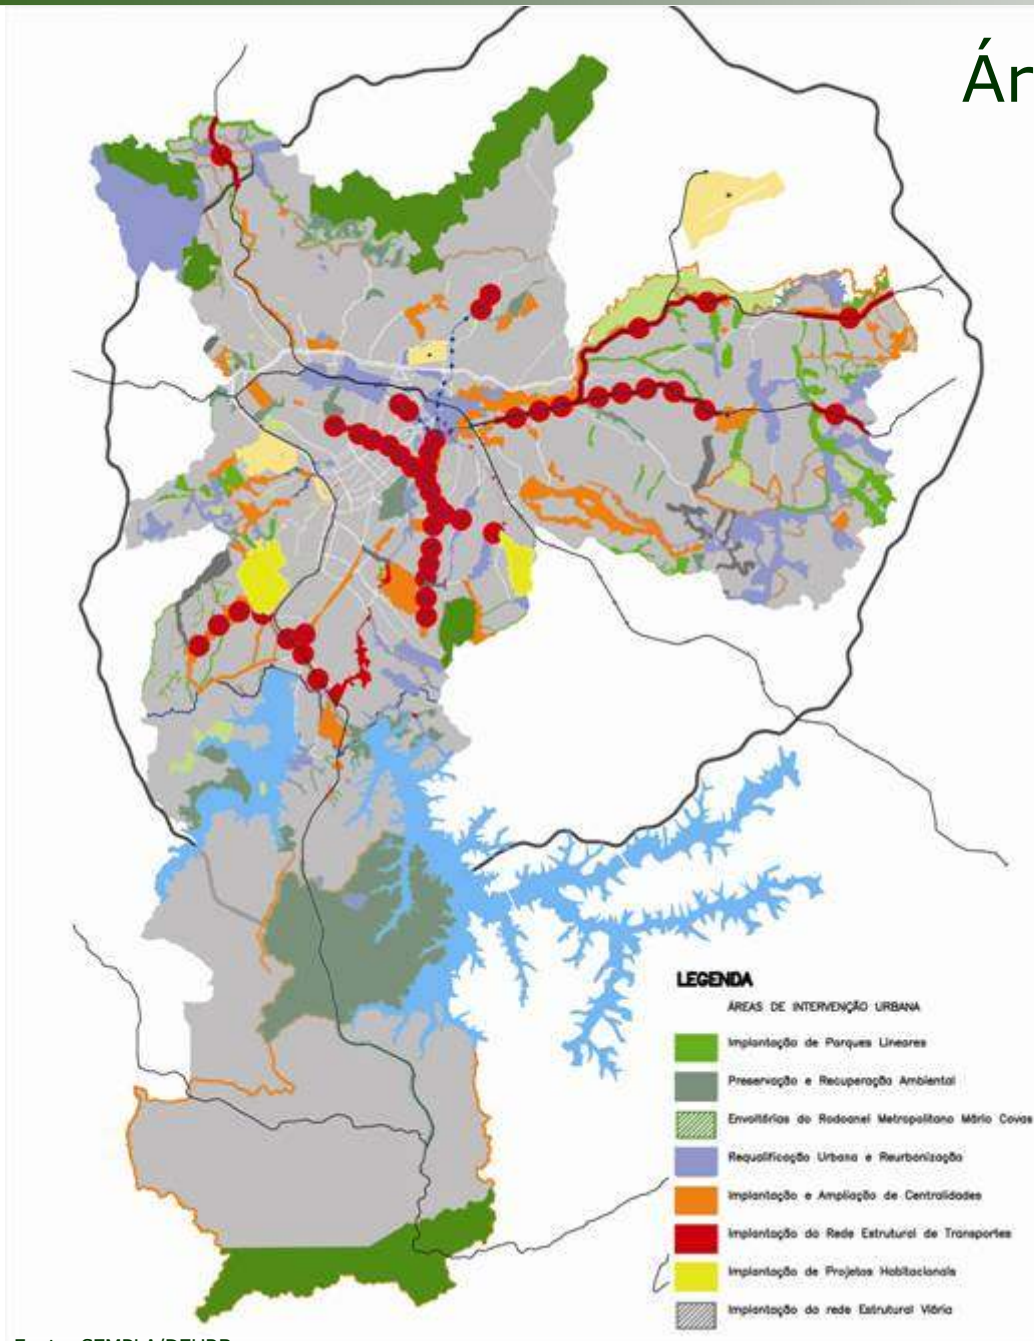 Ár
LEGENDA
ÁREAS DE INTERVENÇÃO URBANA
Implantação de Parques Lineares
Preservação e Recuperação Ambiental
Envoltórias do Rodoanel Metropolitano Mário Covas
Requalificação Urbana e Reurbanização
Implantação e Ampliação de Centralidades
Implantação da Rede Estrutural de Transportes
Implantação de Projetos Habitacionais
Implantação da rede Estrutural Viária